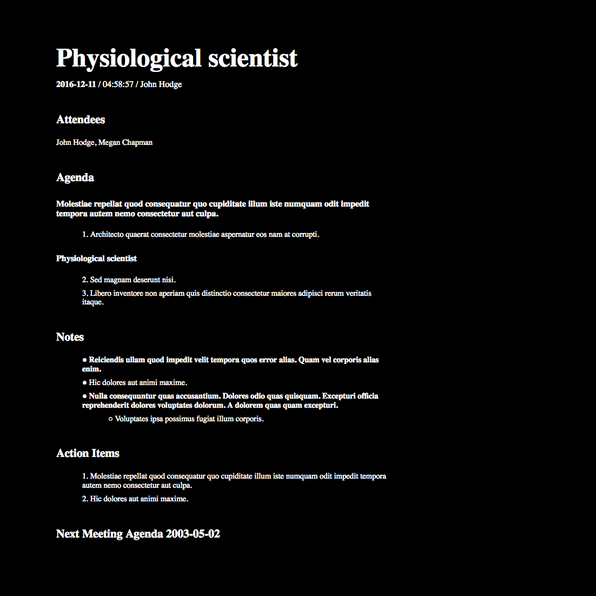 Physiological scientist
2016-12-11 / 04:58:57 / John Hodge
Attendees
John Hodge, Megan Chapman
Agenda
Molestiae repellat quod consequatur quo cupiditate illum iste numquam odit impedit
tempora autem nemo consectetur aut culpa.
1. Architecto quaerat consectetur molestiae aspernatur eos nam at corrupti.
Physiological scientist
2. Sed magnam deserunt nisi.
3. Libero inventore non aperiam quis distinctio consectetur maiores adipisci rerum veritatis
itaque.
Notes
● Reiciendis ullam quod impedit velit tempora quos error alias. Quam vel corporis alias
enim.
● Hic dolores aut animi maxime.
● Nulla consequuntur quas accusantium. Dolores odio quas quisquam. Excepturi officia
reprehenderit dolores voluptates dolorum. A dolorem quas quam excepturi.
○ Voluptates ipsa possimus fugiat illum corporis.
Action Items
1. Molestiae repellat quod consequatur quo cupiditate illum iste numquam odit impedit tempora
autem nemo consectetur aut culpa.
2. Hic dolores aut animi maxime.
Next Meeting Agenda 2003-05-02